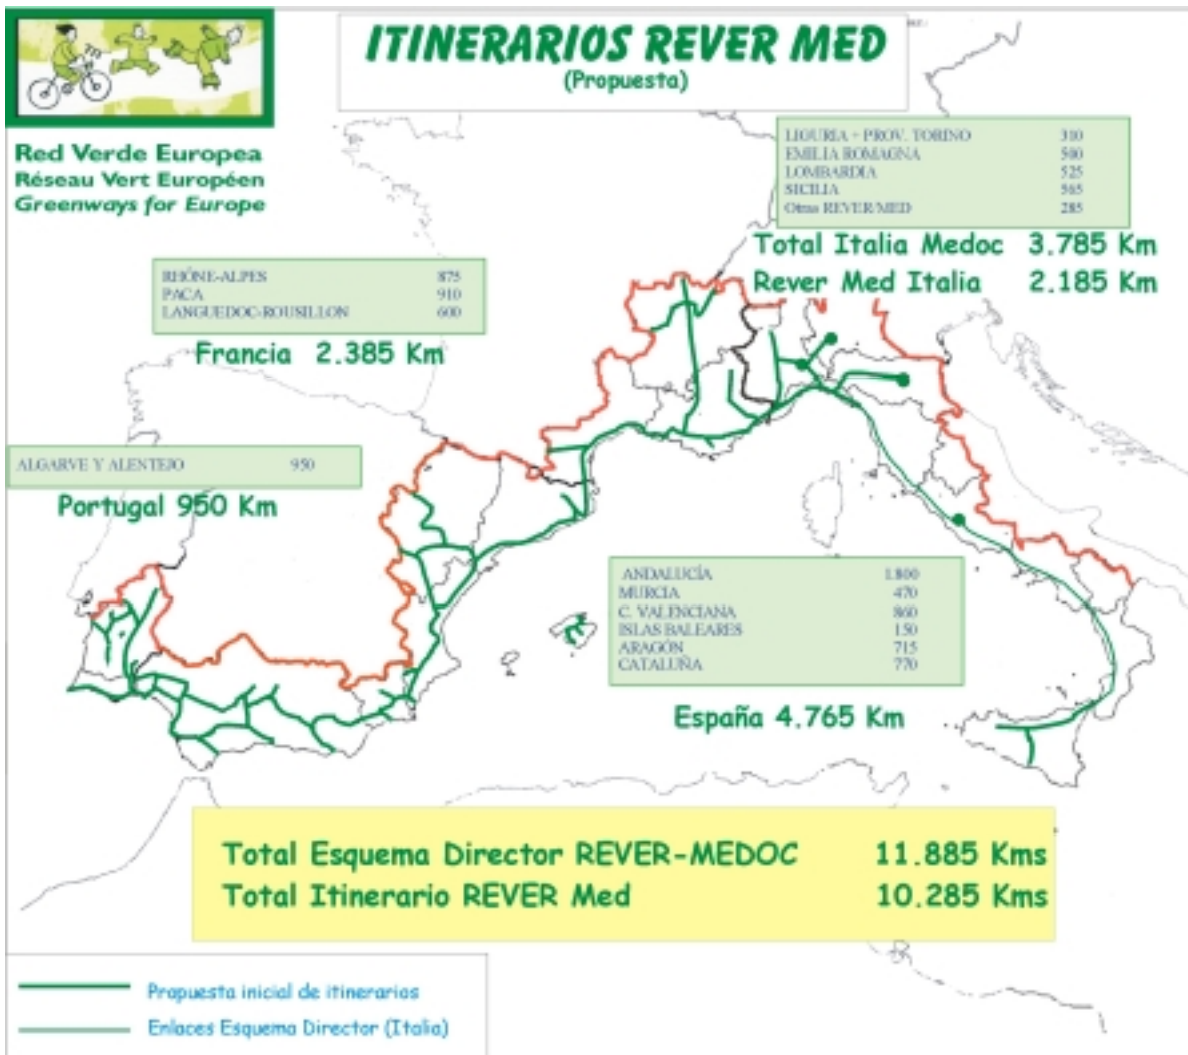 ITINERARIOS REVER MED
(Propuesta)
Red Verde Europea
Réseau Vert Européen
Greenways for Europe
LIGURIA + PROV. TORINO 310
EMILIA ROMAGNA 500
LOMBARDIA 525
SICILIA 565
Otras REVER/MED 285
Total Italia Medoc 3.785 Km
Rever Med Italia 2.185 Km
RHÔNE-ALPES 875
PACA 910
LANGUEDOC-ROUSILLON 600
Francia 2.385 Km
ALGARVE Y ALENTEJO 950
Portugal 950 Km
ANDALUCÍA 1.800
MURCIA 470
C. VALENCIANA 860
ISLAS BALEARES 150
ARAGÓN 715
CATALUÑA 770
España 4.765 Km
Total Esquema Director REVER-MEDOC 11.885 Kms
Total Itinerario REVER Med 10.285 Kms
Propuesta inicial de itinerarios
Enlaces Esquema Director (Italia)